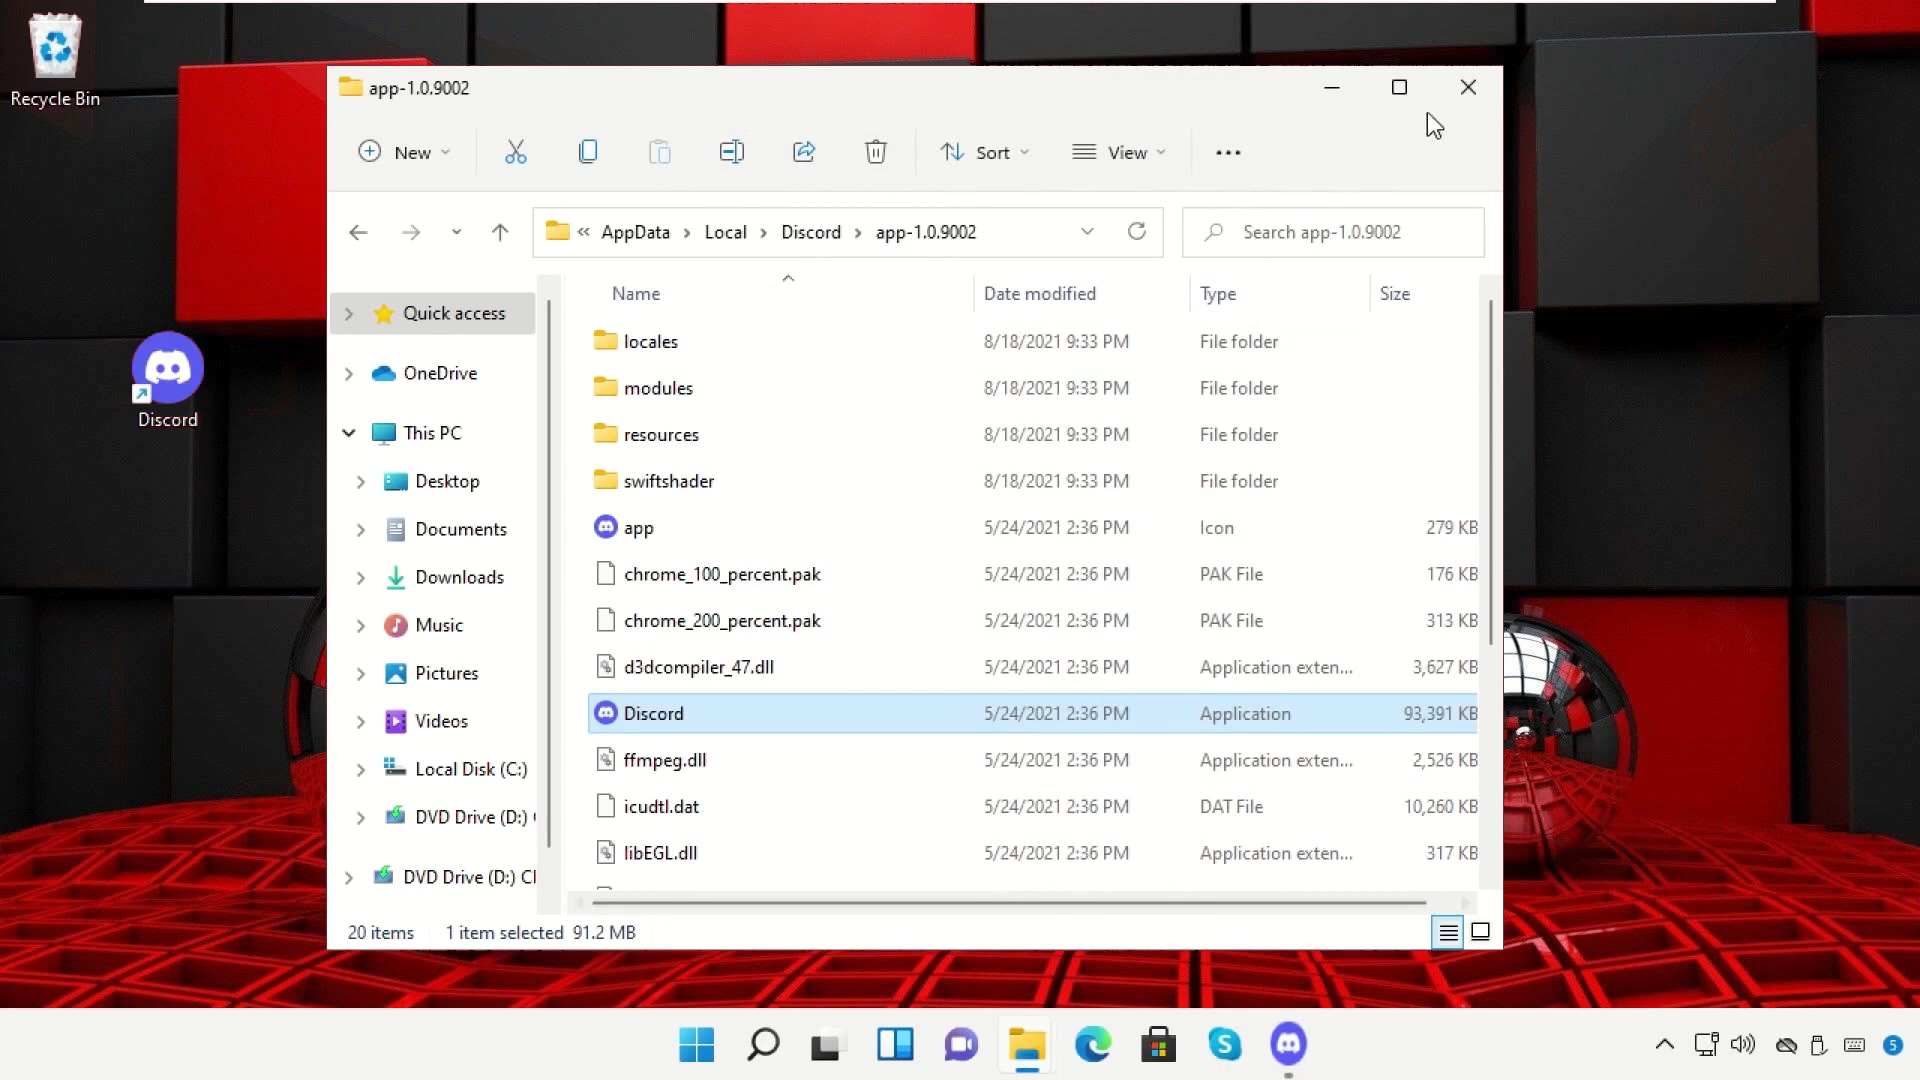 Recycle Bin
Discord
app-1.0.9002
New
Sort
View
« AppData > Local > Discord > app-1.0.9002
Search app-1.0.9002
Quick access
OneDrive
This PC
Desktop
Documents
Downloads
Music
Pictures
Videos
Local Disk (C:)
DVD Drive (D:)
DVD Drive (D:)
Name Date modified Type Size
locales 8/18/2021 9:33 PM File folder
modules 8/18/2021 9:33 PM File folder
resources 8/18/2021 9:33 PM File folder
swiftshader 8/18/2021 9:33 PM File folder
app 5/24/2021 2:36 PM Icon 279 KB
chrome_100_percent.pak 5/24/2021 2:36 PM PAK File 176 KB
chrome_200_percent.pak 5/24/2021 2:36 PM PAK File 313 KB
d3dcompiler_47.dll 5/24/2021 2:36 PM Application exten... 3,627 KB
Discord 5/24/2021 2:36 PM Application 93,391 KB
ffmpeg.dll 5/24/2021 2:36 PM Application exten... 2,526 KB
icudtl.dat 5/24/2021 2:36 PM DAT File 10,260 KB
libEGL.dll 5/24/2021 2:36 PM Application exten... 317 KB
20 items 1 item selected 91.2 MB
5